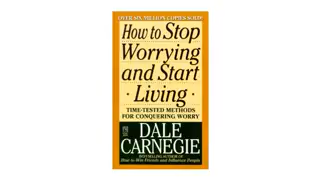 OVER SIX MILLION COPIES SOLD!
How to Stop
Worrying
and Start
· Living ·
TIME-TESTED METHODS
FOR CONQUERING WORRY
DALE
CARNEGIE
BESTSELLING AUTHOR OF
How to Win Friends and Influence People